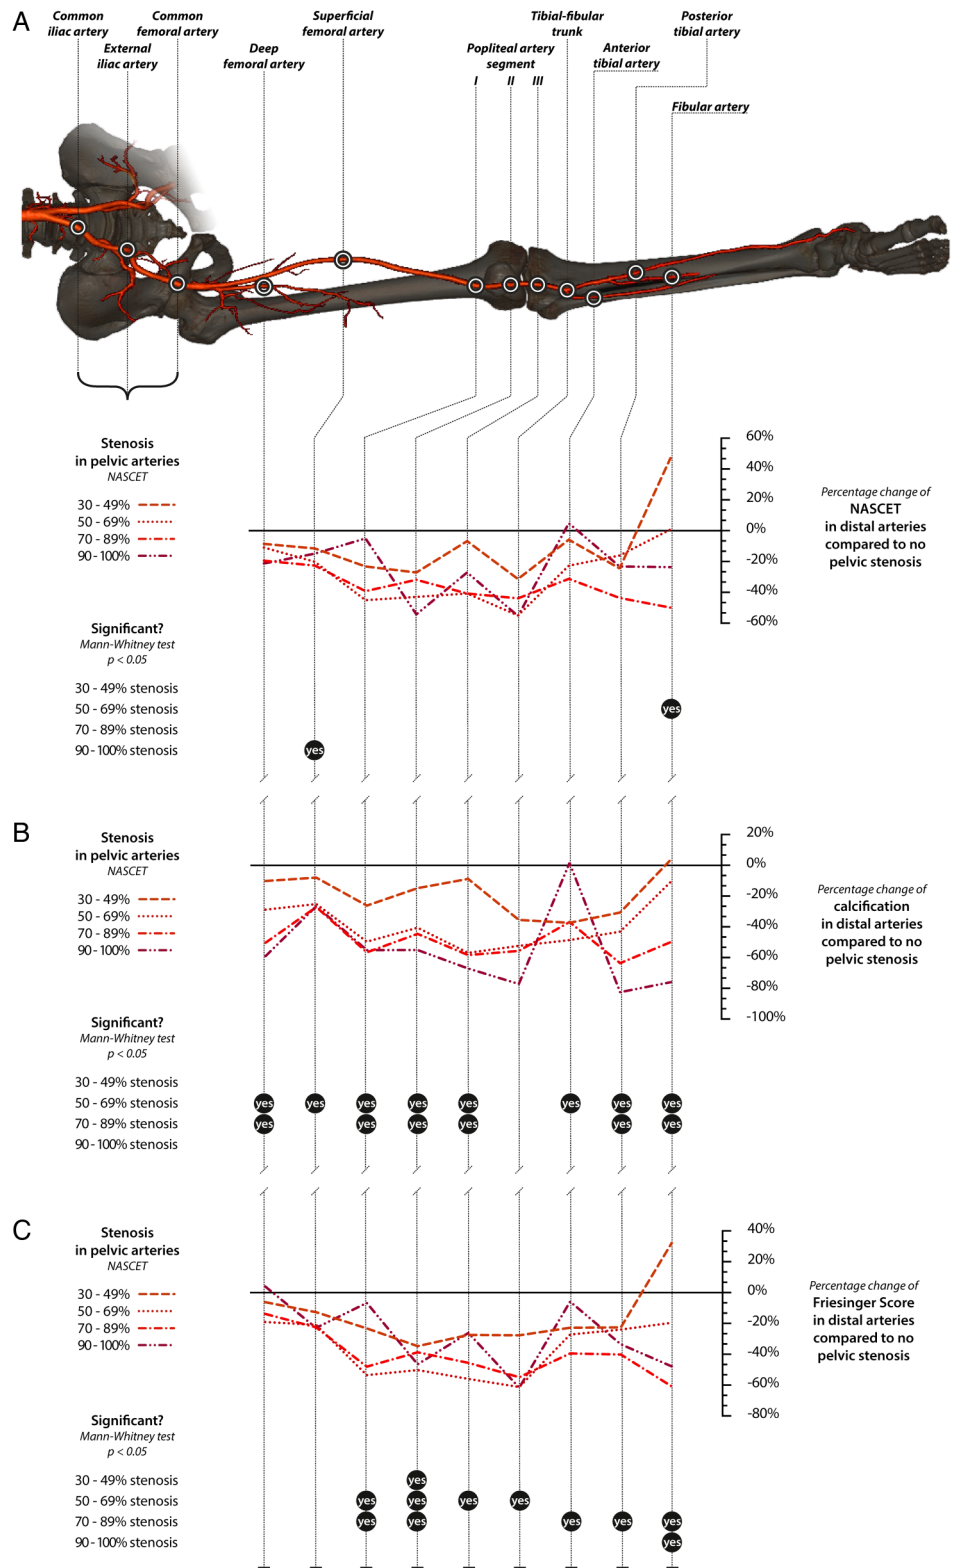 A
Common
iliac artery
External
iliac artery
Common
femoral artery
Deep
femoral artery
Superficial
femoral artery
Popliteal artery
segment
I II III
Tibial-fibular
trunk
Anterior
tibial artery
Posterior
tibial artery
Fibular artery
Stenosis
in pelvic arteries
NASCET
30 - 49%
50 - 69%
70 - 89%
90 - 100%
60%
40%
20%
0%
-20%
-40%
-60%
Percentage change of
NASCET
in distal arteries
compared to no
pelvic stenosis
Significant?
Mann-Whitney test
p < 0.05
30 - 49% stenosis
50 - 69% stenosis
yes
70 - 89% stenosis
90 - 100% stenosis
yes
B
Stenosis
in pelvic arteries
NASCET
30 - 49%
50 - 69%
70 - 89%
90 - 100%
20%
0%
-20%
-40%
-60%
-80%
-100%
Percentage change of
calcification
in distal arteries
compared to no
pelvic stenosis
Significant?
Mann-Whitney test
p < 0.05
30 - 49% stenosis
50 - 69% stenosis
yes yes yes yes yes yes yes yes
70 - 89% stenosis
yes yes yes yes yes yes
90 - 100% stenosis
C
Stenosis
in pelvic arteries
NASCET
30 - 49%
50 - 69%
70 - 89%
90 - 100%
40%
20%
0%
-20%
-40%
-60%
-80%
Percentage change of
Friesinger Score
in distal arteries
compared to no
pelvic stenosis
Significant?
Mann-Whitney test
p < 0.05
30 - 49% stenosis
yes
50 - 69% stenosis
yes yes yes yes
70 - 89% stenosis
yes yes yes yes yes
90 - 100% stenosis
yes